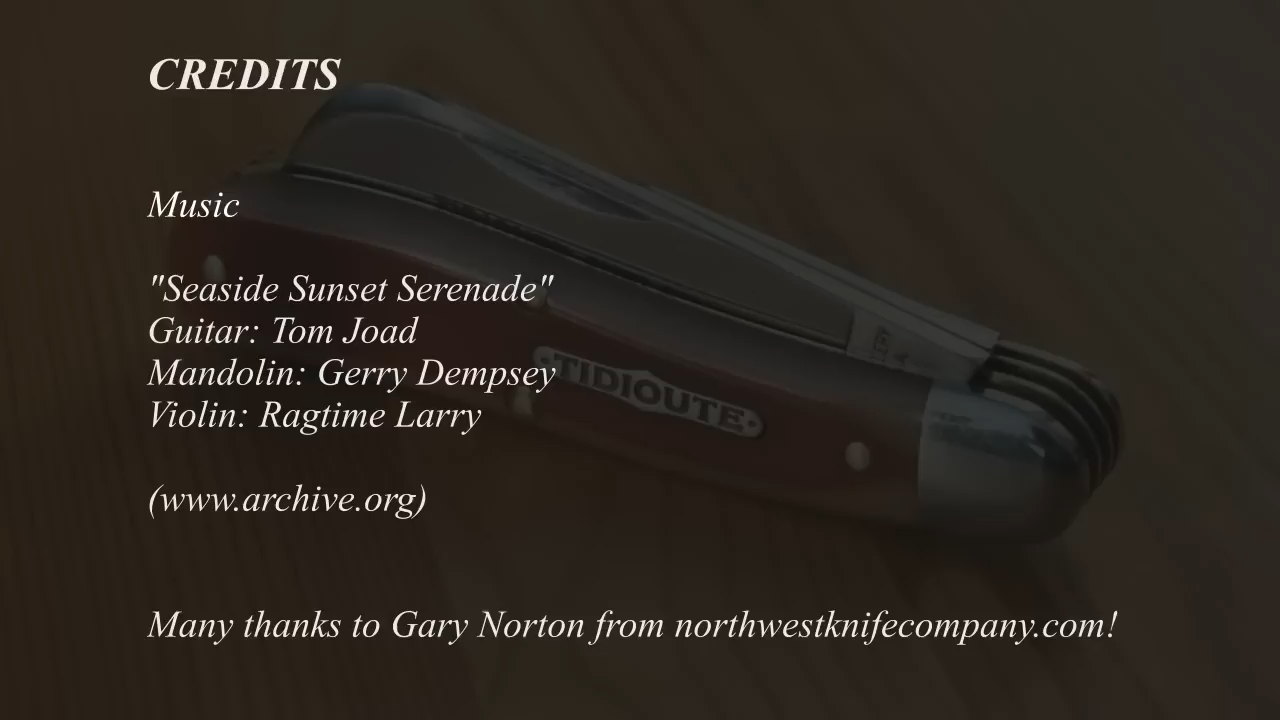 CREDITS
Music
"Seaside Sunset Serenade"
Guitar: Tom Joad
Mandolin: Gerry Dempsey
Violin: Ragtime Larry
(www.archive.org)
Many thanks to Gary Norton from northwestknifecompany.com!
TIDIOUTE